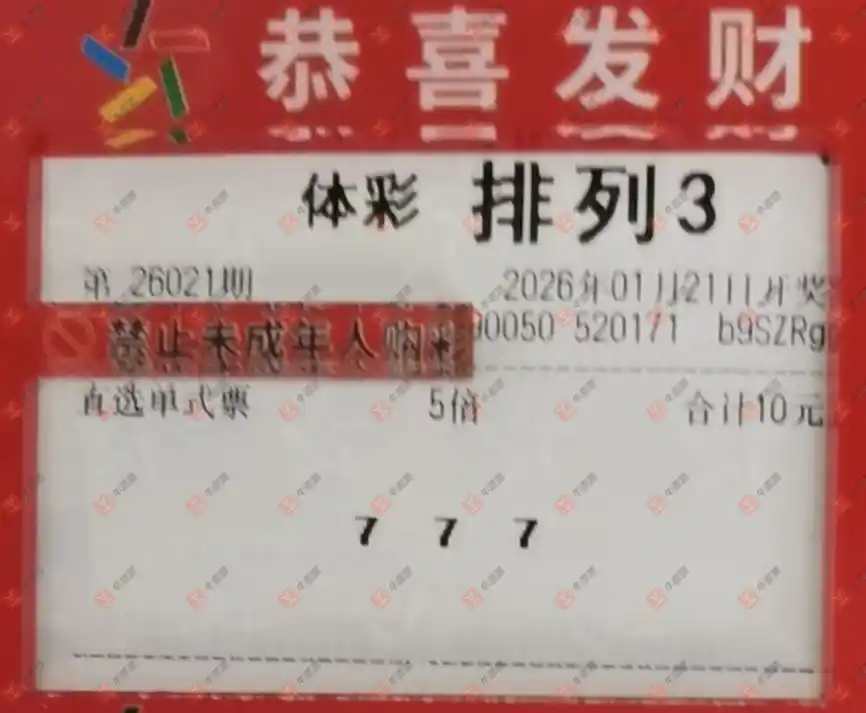 恭喜发财
体彩 排列3
第 26021期 2026年01月21日开奖
禁止未成年人购彩 90050 520171 b9SZRg
直选单式票 5倍 合计10元
7 7 7